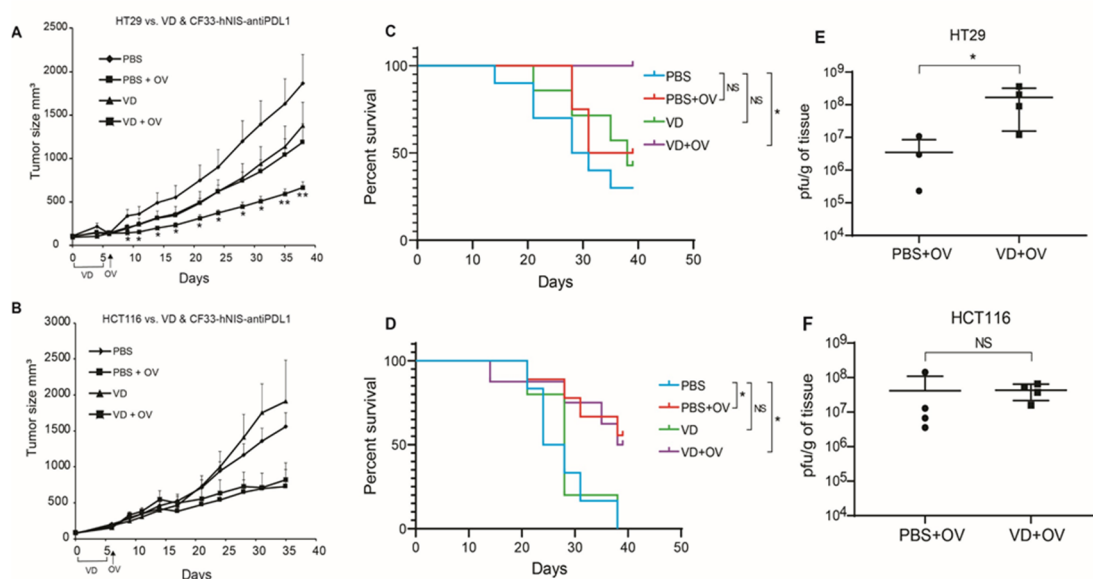 A
HT29 vs. VD & CF33-hNIS-antiPDL1
Tumor size mm³
2500
2000
1500
1000
500
0
PBS
PBS + OV
VD
VD + OV
* * * * * * * * ** **
0 5 10 15 20 25 30 35 40
VD OV
Days
C
Percent survival
100
50
0
0 10 20 30 40 50
Days
PBS
PBS+OV
VD
VD+OV
NS
NS
*
E
HT29
*
pfu/g of tissue
10⁹
10⁸
10⁷
10⁶
10⁵
10⁴
PBS+OV VD+OV
B
HCT116 vs. VD & CF33-hNIS-antiPDL1
Tumor size mm³
3000
2500
2000
1500
1000
500
0
PBS
PBS + OV
VD
VD + OV
0 5 10 15 20 25 30 35 40
VD OV
Days
D
Percent survival
100
50
0
0 10 20 30 40 50
Days
PBS
PBS+OV
VD
VD+OV
*
NS
*
F
HCT116
NS
pfu/g of tissue
10⁹
10⁸
10⁷
10⁶
10⁵
10⁴
PBS+OV VD+OV